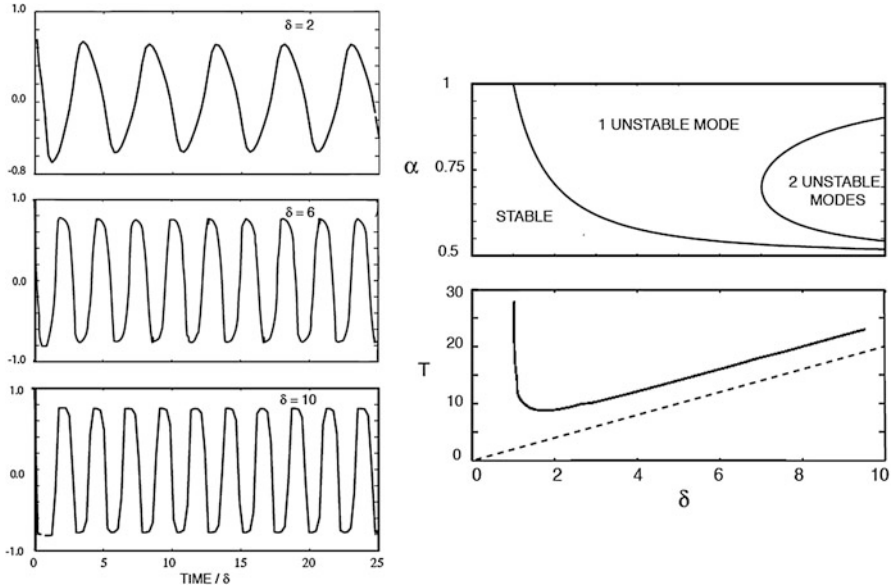 1.0
δ = 2
0.0
-0.8
δ = 6
1.0
0.0
-1.0
1.0
δ = 10
0.0
-1.0
0 5 10 15 20 25
TIME / δ
1
1 UNSTABLE MODE
α 0.75
2 UNSTABLE
MODES
STABLE
0.5
30
20
T
10
0
0 2 4 6 8 10
δ